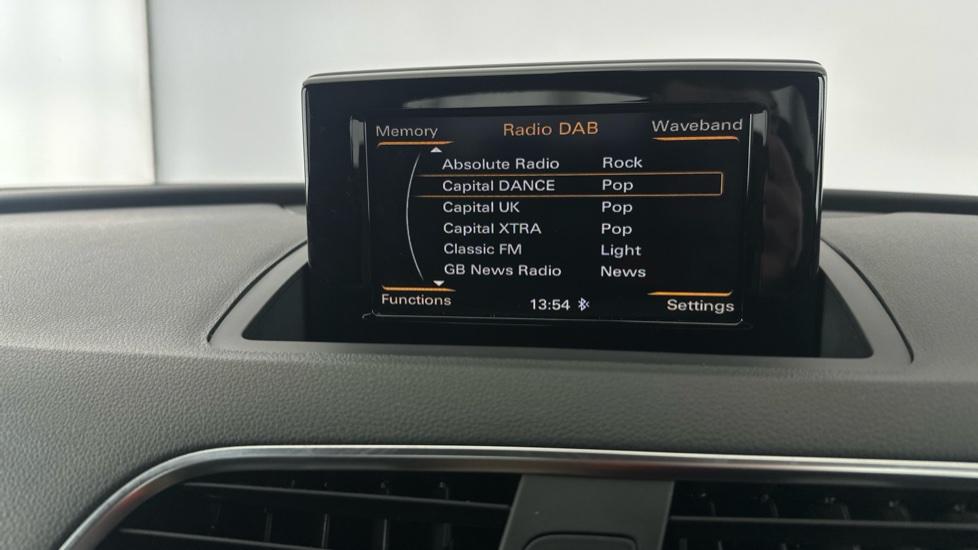 Memory Radio DAB Waveband
Absolute Radio Rock
Capital DANCE Pop
Capital UK Pop
Capital XTRA Pop
Classic FM Light
GB News Radio News
Functions 13:54 Settings